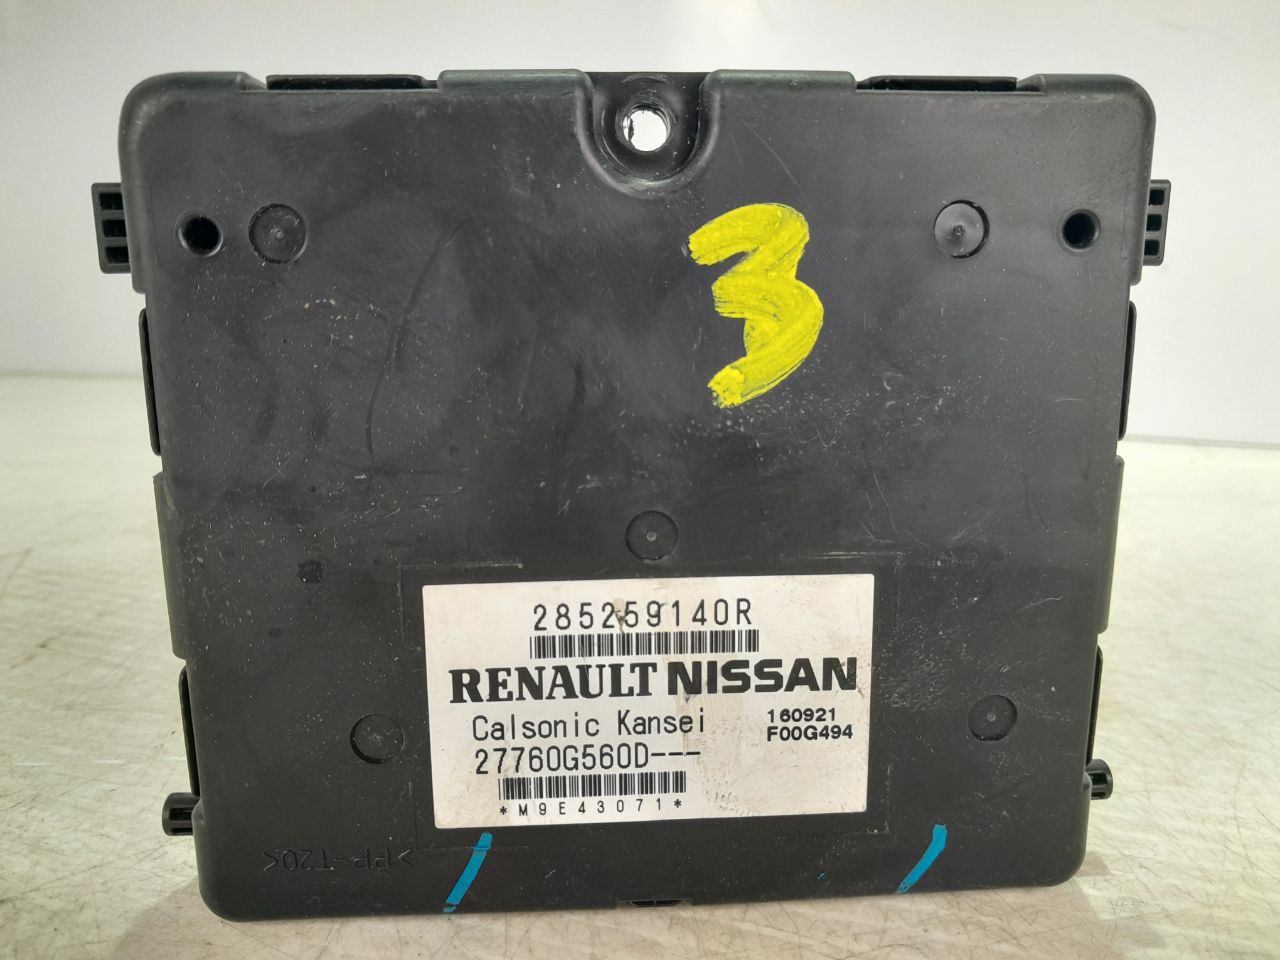 3
285259140R
RENAULT NISSAN
Calsonic Kansei
160921
F00G494
27760G560D---
*M9E43071*
>PP-T20<